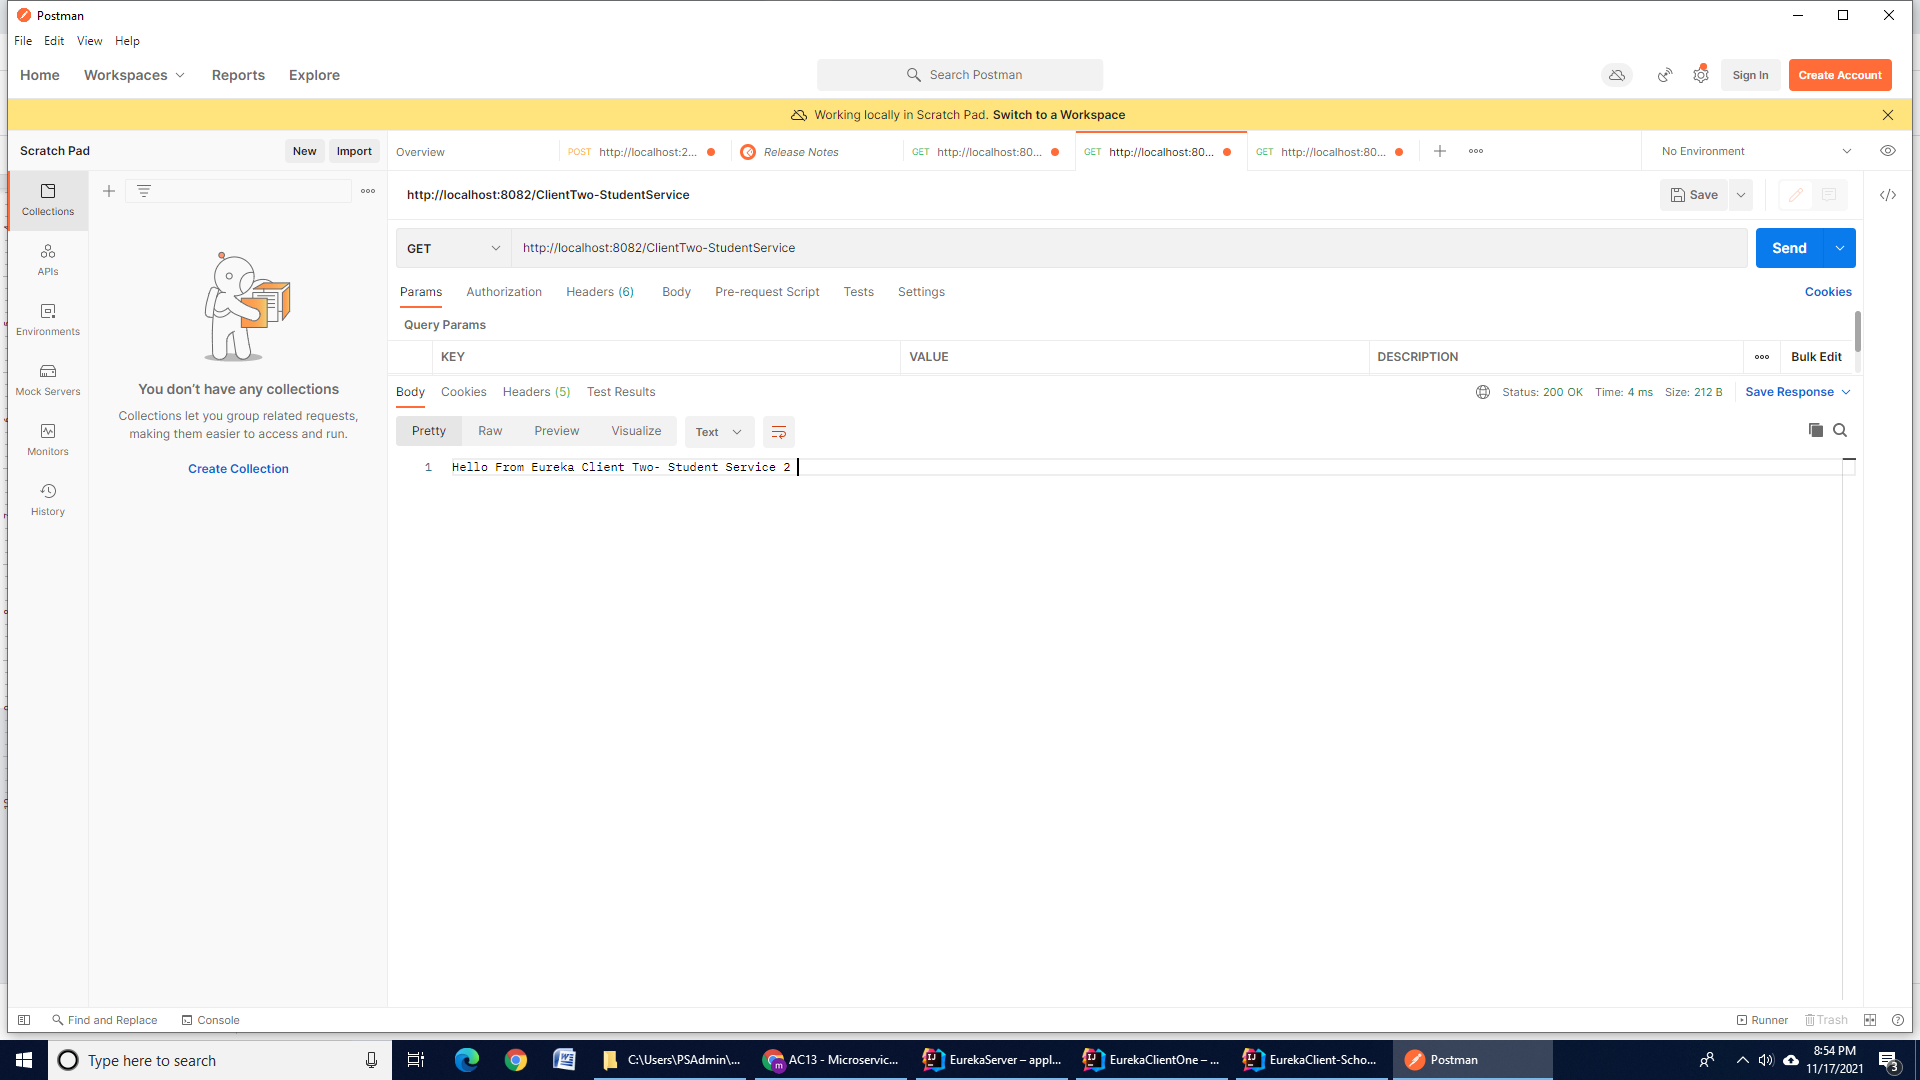 Postman
File Edit View Help
Home Workspaces Reports Explore
Search Postman
Sign In
Create Account
Working locally in Scratch Pad. Switch to a Workspace
Scratch Pad
New
Import
Overview
POST http://localhost:2...
Release Notes
GET http://localhost:80...
GET http://localhost:80...
GET http://localhost:80...
No Environment
Collections
APIs
Environments
Mock Servers
Monitors
History
You don't have any collections
Collections let you group related requests,
making them easier to access and run.
Create Collection
http://localhost:8082/ClientTwo-StudentService
Save
GET
http://localhost:8082/ClientTwo-StudentService
Send
Params Authorization Headers (6) Body Pre-request Script Tests Settings
Cookies
Query Params
KEY VALUE DESCRIPTION
Bulk Edit
Body Cookies Headers (5) Test Results
Status: 200 OK Time: 4 ms Size: 212 B
Save Response
Pretty Raw Preview Visualize
Text
1 Hello From Eureka Client Two- Student Service 2
Find and Replace
Console
Runner
Trash
Type here to search
C:\Users\PSAdmin\...
AC13 - Microservic...
EurekaServer – appl...
EurekaClientOne – ...
EurekaClient-Scho...
Postman
8:54 PM
11/17/2021
3